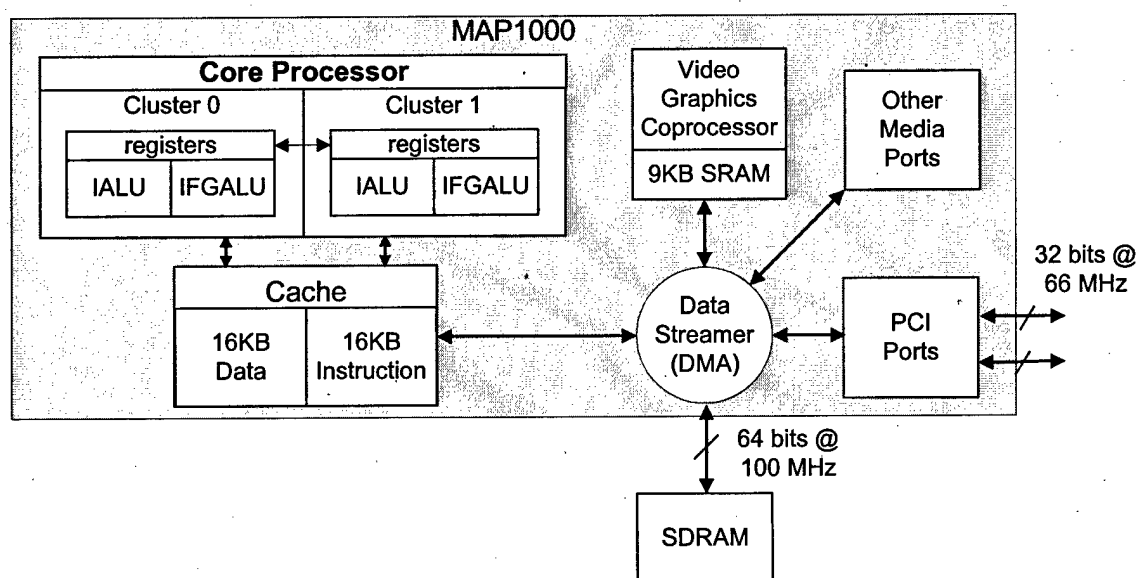 MAP1000
Core Processor
Cluster 0
Cluster 1
registers
registers
IALU
IFGALU
IALU
IFGALU
Cache
16KB
Data
16KB
Instruction
Video
Graphics
Coprocessor
9KB SRAM
Other
Media
Ports
Data
Streamer
(DMA)
PCI
Ports
32 bits @
66 MHz
64 bits @
100 MHz
SDRAM